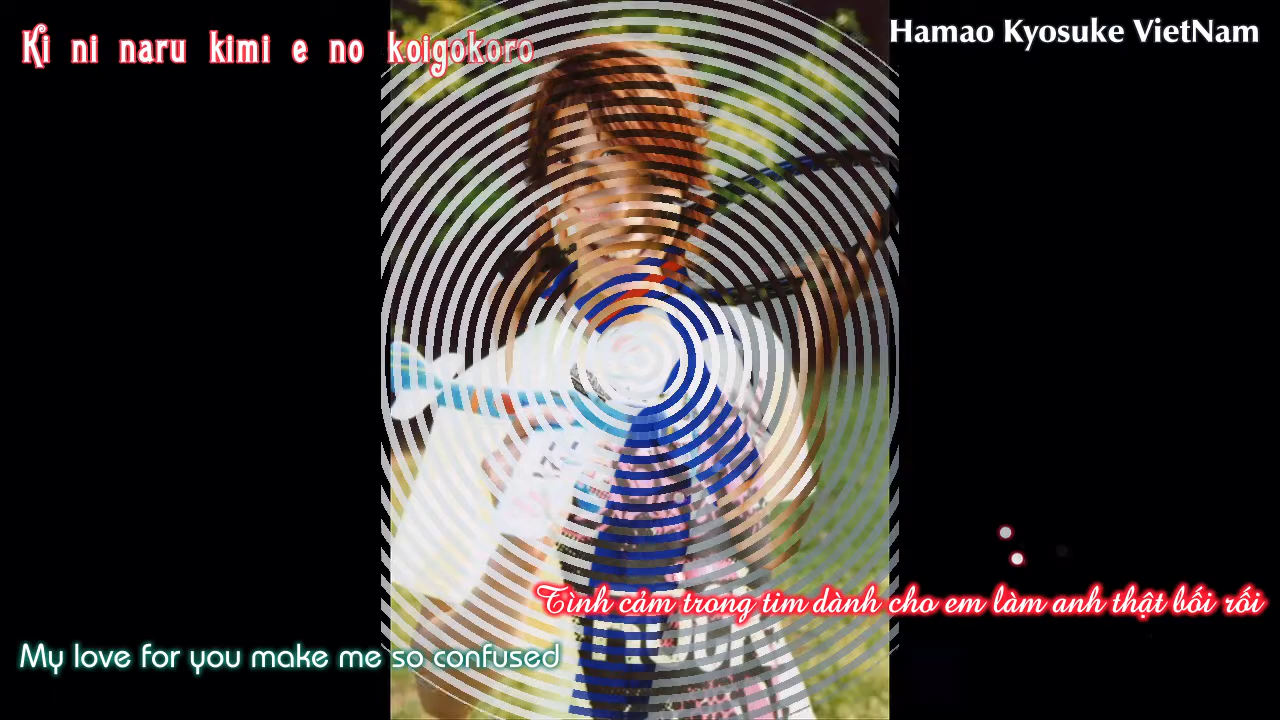 Ki ni naru kimi e no koigokoro
Hamao Kyosuke VietNam
Tình cảm trong tim dành cho em làm anh thật bối rối
My love for you make me so confused